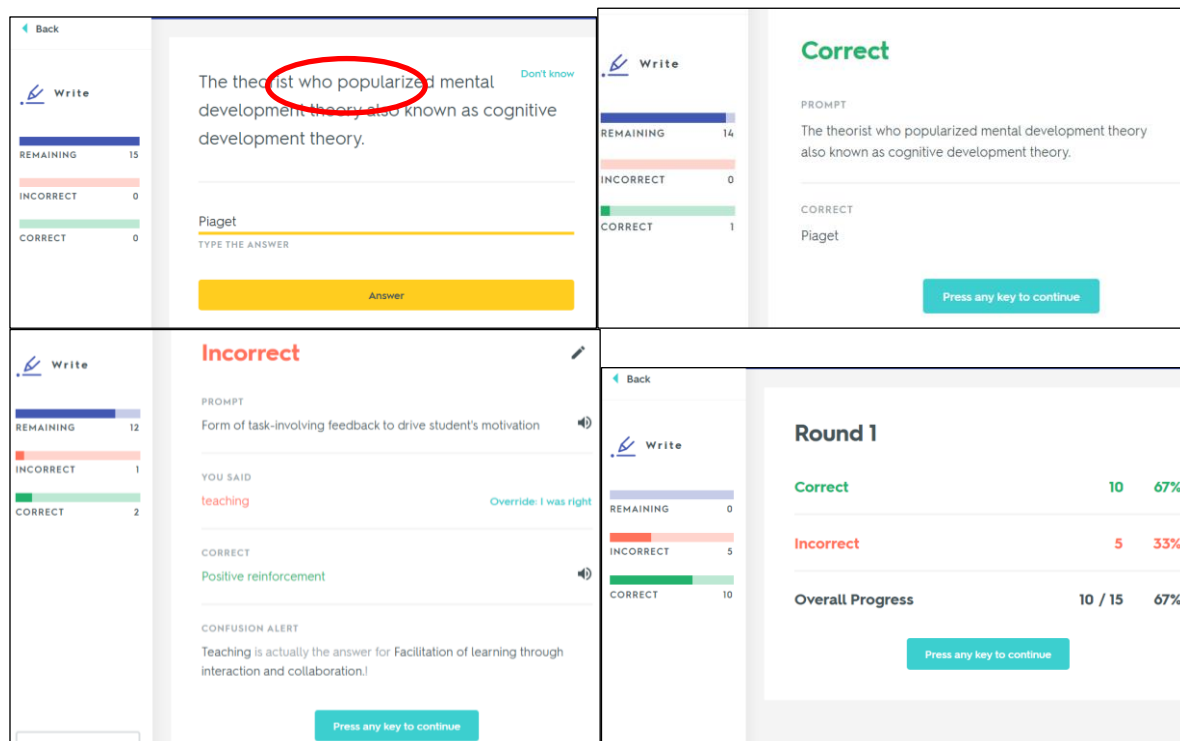 Back
Write
REMAINING 15
INCORRECT 0
CORRECT 0
The theorist who popularized mental
development theory also known as cognitive
development theory.
Don't know
Piaget
TYPE THE ANSWER
Answer
Write
REMAINING 14
INCORRECT 0
CORRECT 1
Correct
PROMPT
The theorist who popularized mental development theory
also known as cognitive development theory.
CORRECT
Piaget
Press any key to continue
Write
REMAINING 12
INCORRECT 1
CORRECT 2
Incorrect
PROMPT
Form of task-involving feedback to drive student's motivation
YOU SAID
teaching
Override: I was right
CORRECT
Positive reinforcement
CONFUSION ALERT
Teaching is actually the answer for Facilitation of learning through
interaction and collaboration.!
Press any key to continue
Back
Write
REMAINING 0
INCORRECT 5
CORRECT 10
Round 1
Correct 10 67%
Incorrect 5 33%
Overall Progress 10 / 15 67%
Press any key to continue